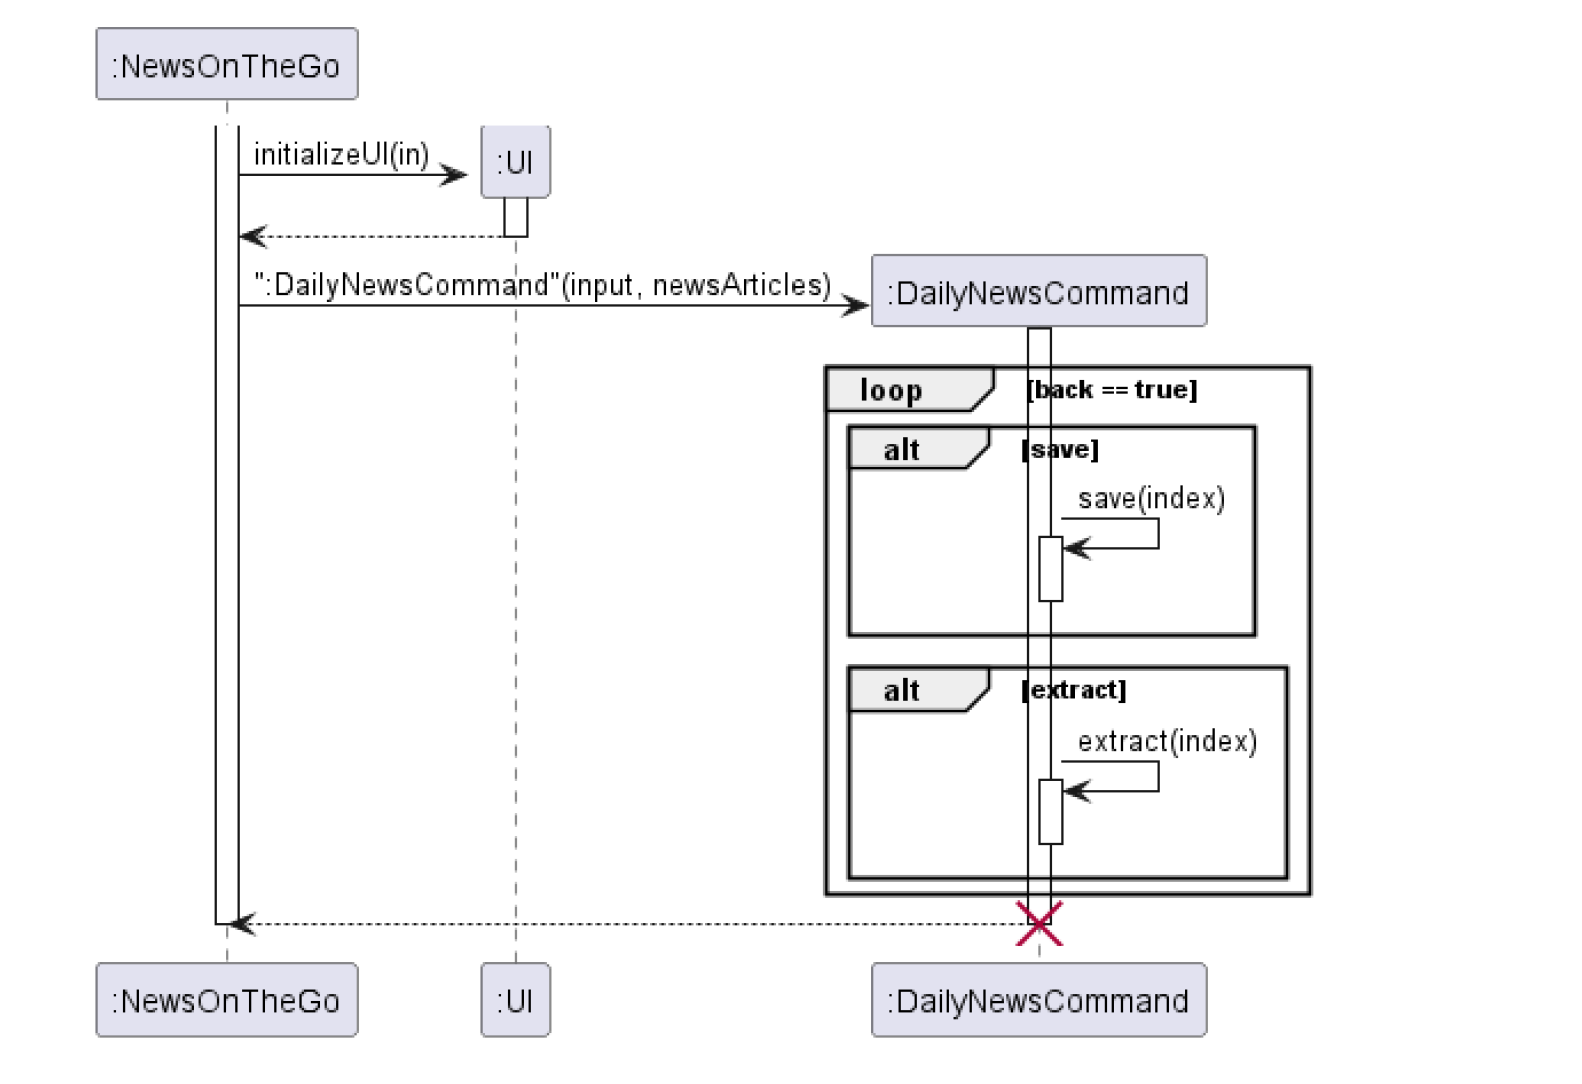 :NewsOnTheGo
initializeUI(in)
:UI
":DailyNewsCommand"(input, newsArticles)
:DailyNewsCommand
loop
[back == true]
alt
[save]
save(index)
alt
[extract]
extract(index)
:NewsOnTheGo
:UI
:DailyNewsCommand